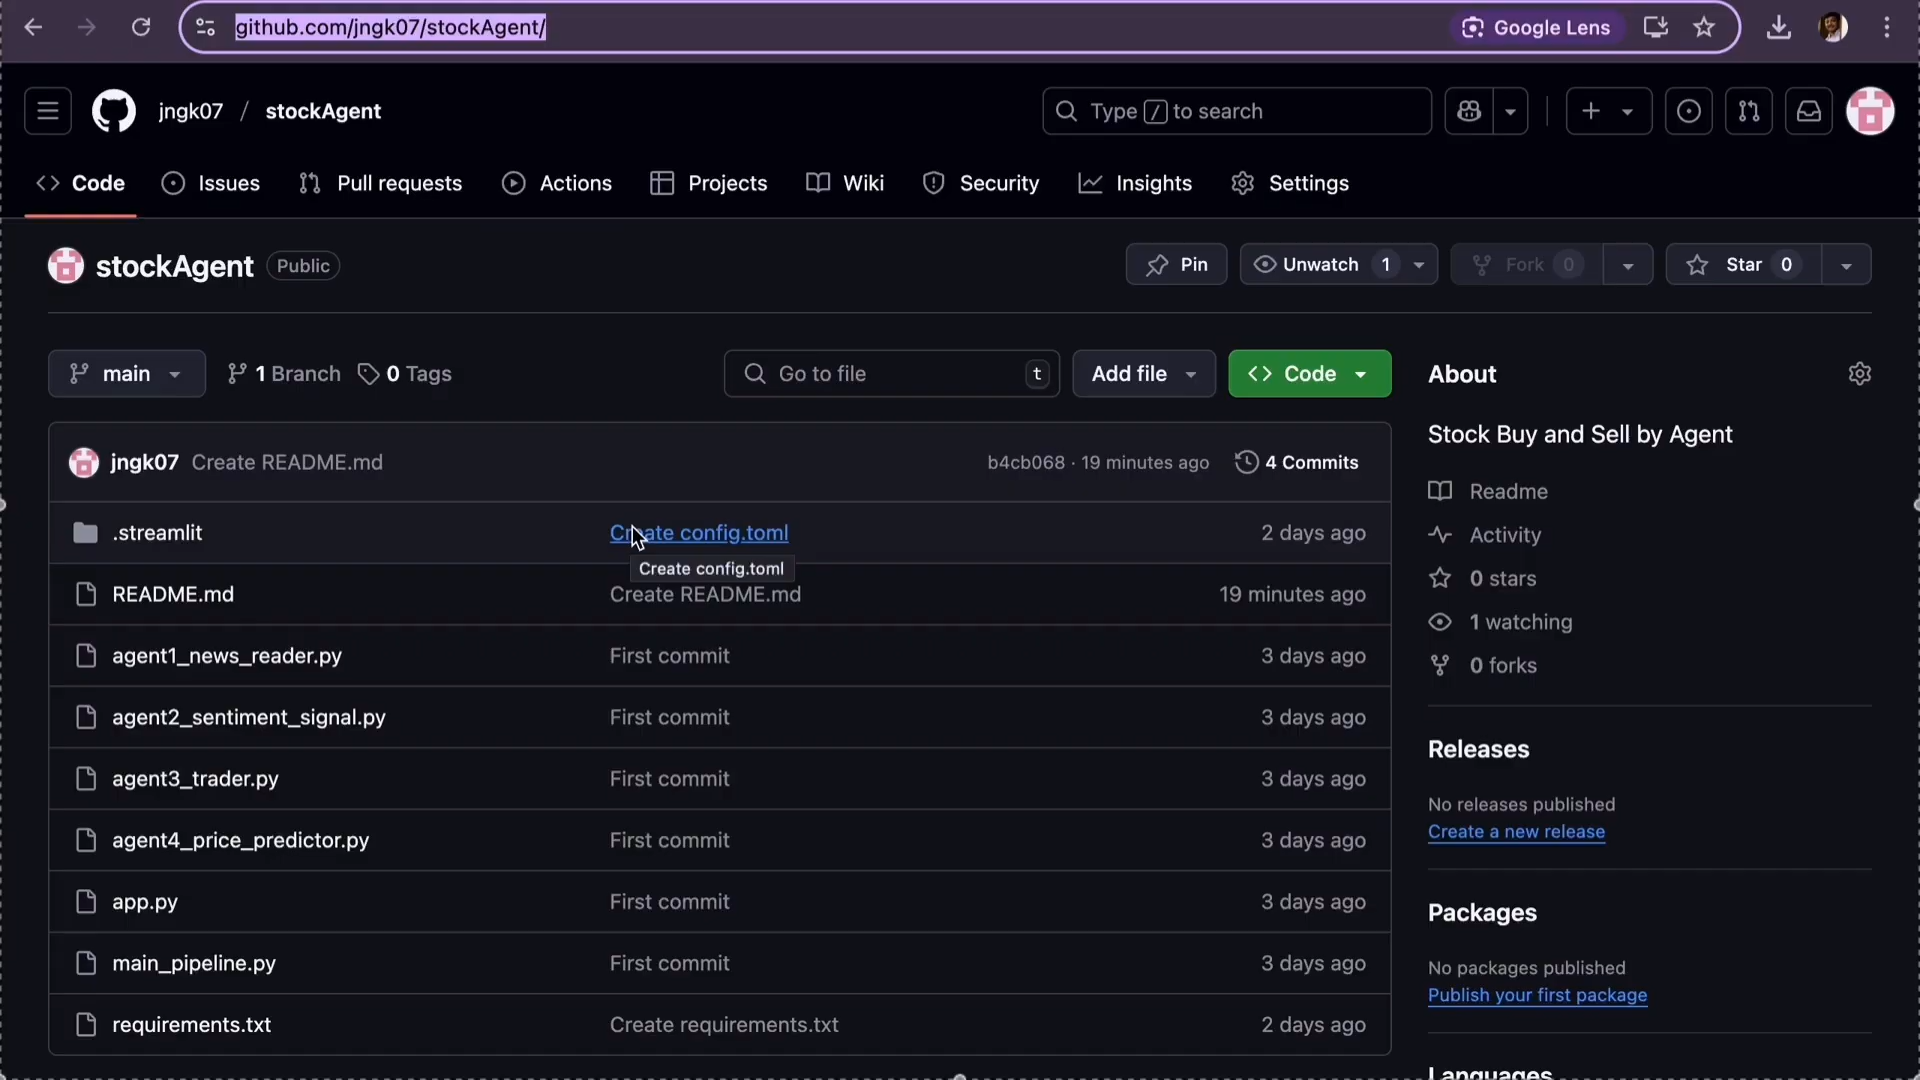 github.com/jngk07/stockAgent/
Google Lens
jngk07 / stockAgent
Type / to search
Code
Issues
Pull requests
Actions
Projects
Wiki
Security
Insights
Settings
stockAgent
Public
Pin
Unwatch 1
Fork 0
Star 0
main
1 Branch
0 Tags
Go to file
t
Add file
Code
jngk07 Create README.md
b4cb068 · 19 minutes ago
4 Commits
.streamlit
Create config.toml
2 days ago
Create config.toml
README.md
Create README.md
19 minutes ago
agent1_news_reader.py
First commit
3 days ago
agent2_sentiment_signal.py
First commit
3 days ago
agent3_trader.py
First commit
3 days ago
agent4_price_predictor.py
First commit
3 days ago
app.py
First commit
3 days ago
main_pipeline.py
First commit
3 days ago
requirements.txt
Create requirements.txt
2 days ago
About
Stock Buy and Sell by Agent
Readme
Activity
0 stars
1 watching
0 forks
Releases
No releases published
Create a new release
Packages
No packages published
Publish your first package
Languages